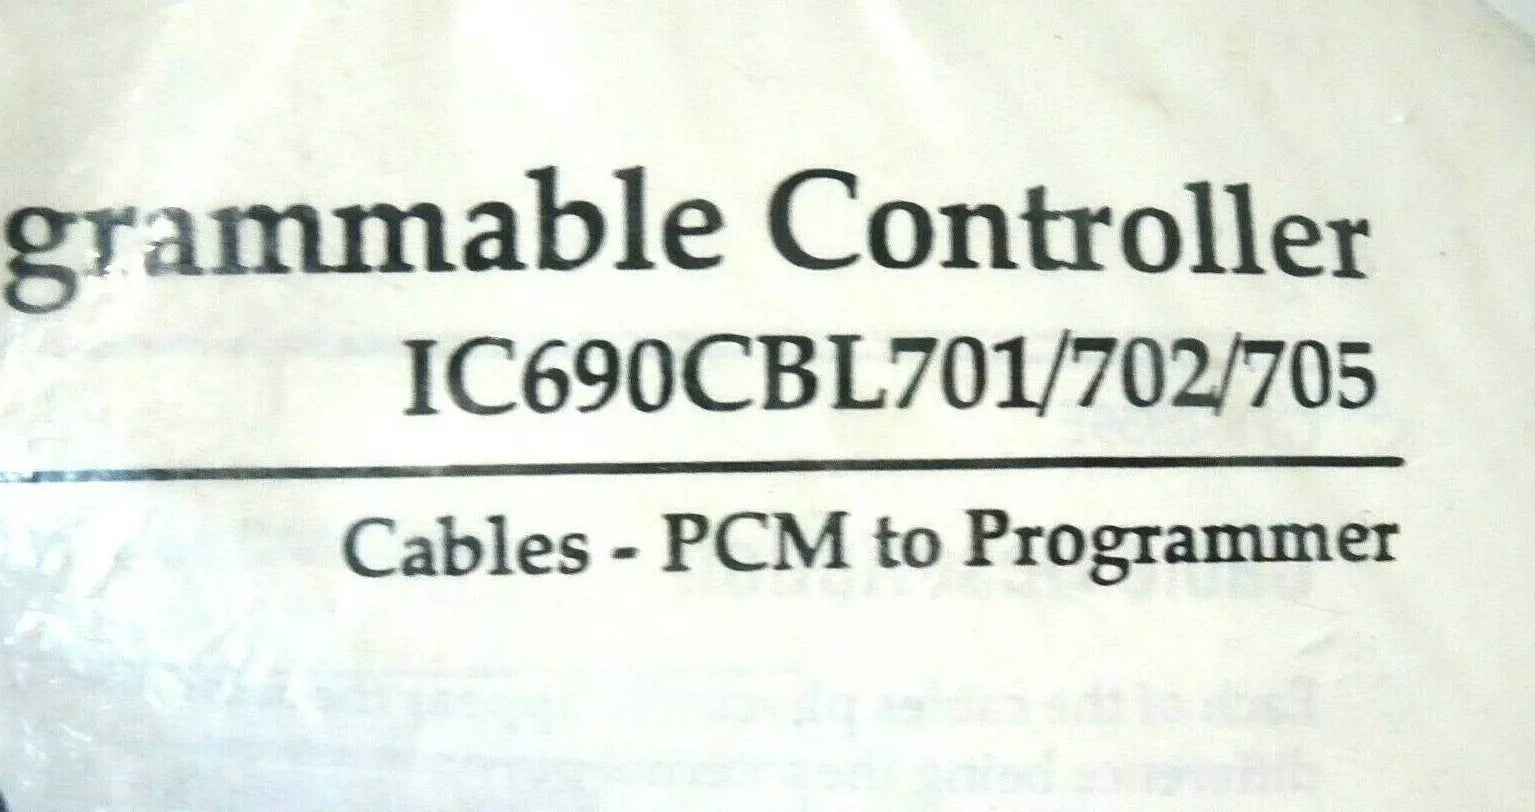 grammable Controller
IC690CBL701/702/705
Cables - PCM to Programmer